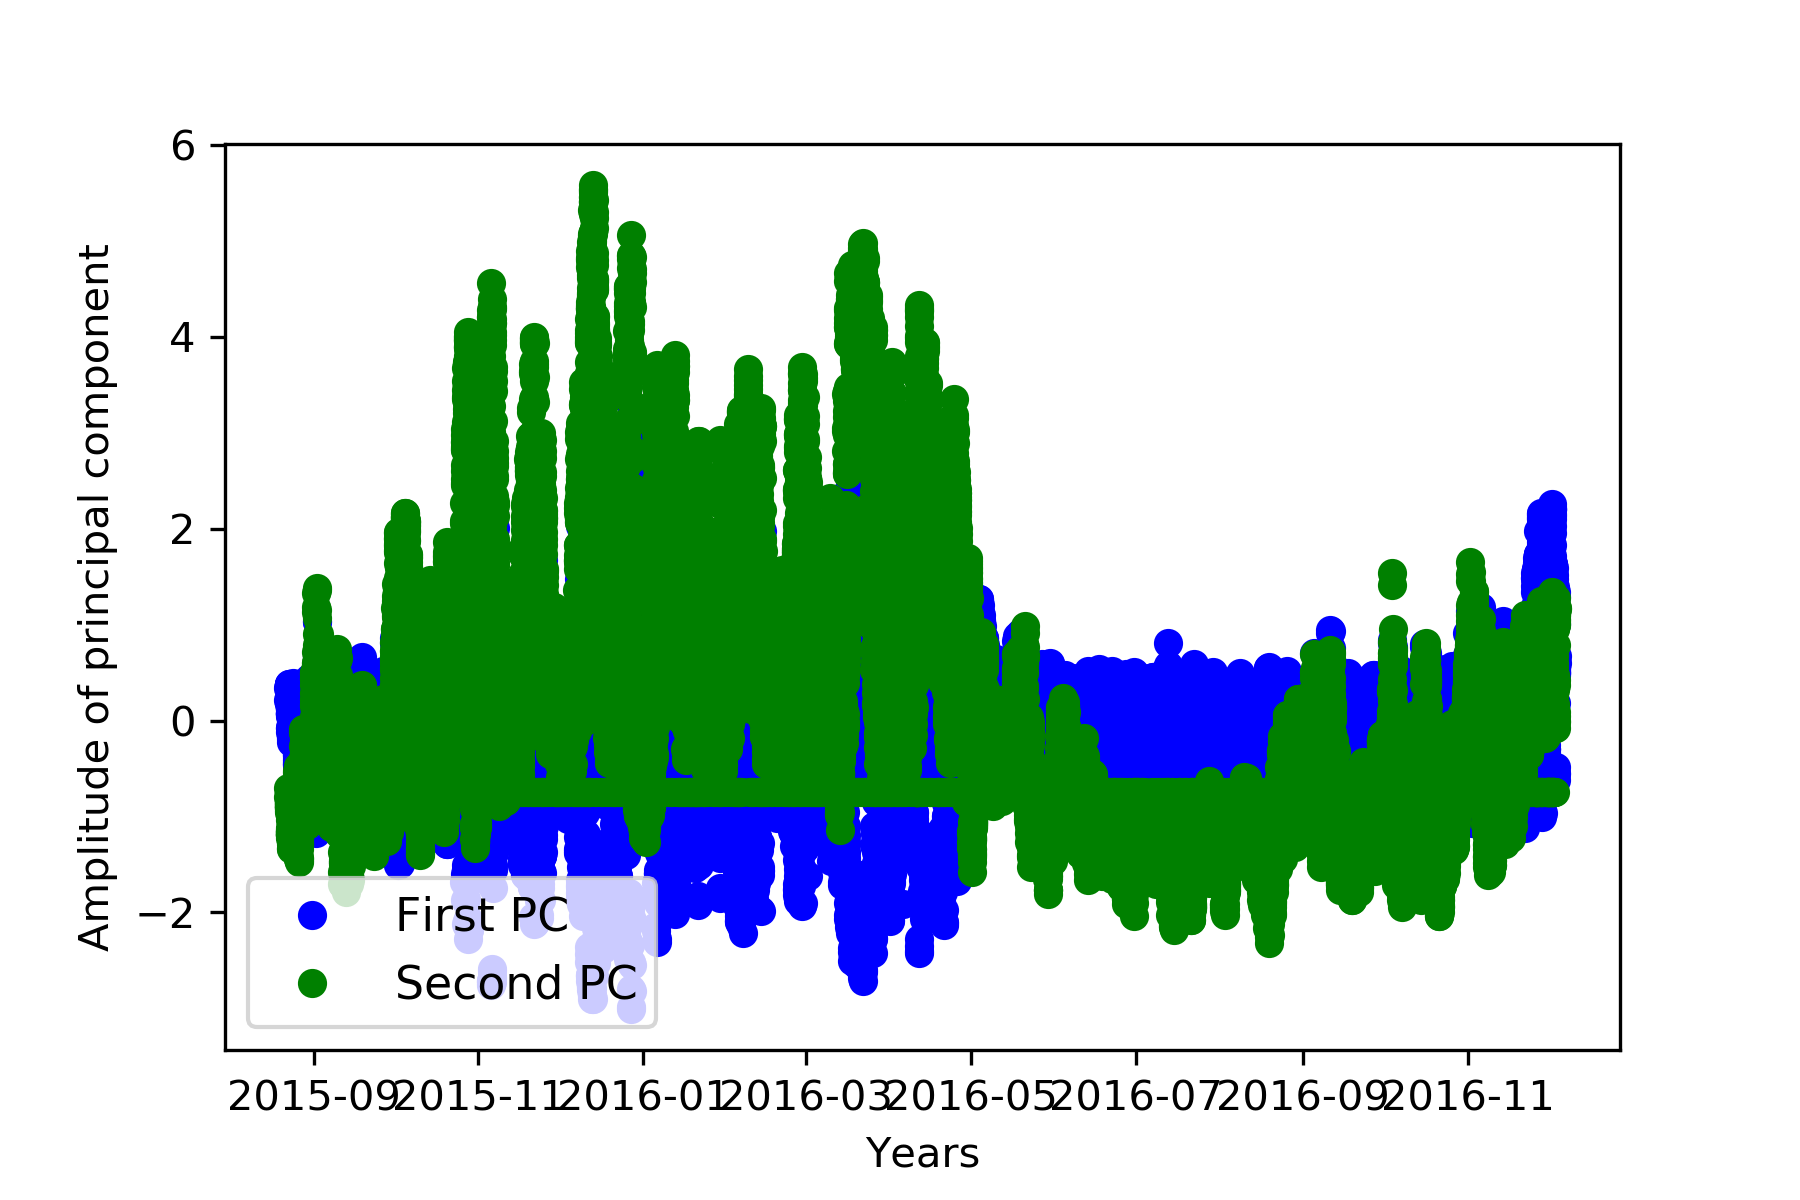 Amplitude of principal component
6
4
2
0
−2
First PC
Second PC
2015-09 2015-11 2016-01 2016-03 2016-05 2016-07 2016-09 2016-11
Years